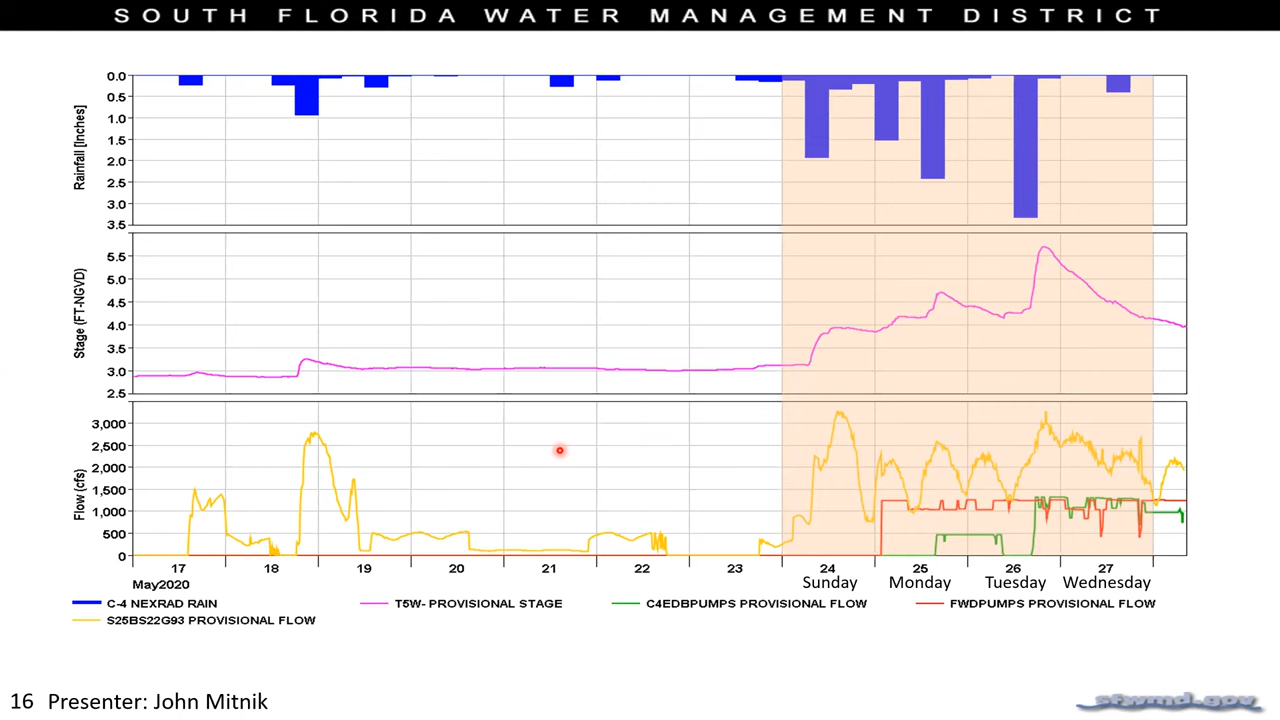 SOUTH FLORIDA WATER MANAGEMENT DISTRICT
Rainfall [inches]
0.0
0.5
1.0
1.5
2.0
2.5
3.0
3.5
Stage (FT-NGVD)
5.5
5.0
4.5
4.0
3.5
3.0
2.5
Flow (cfs)
3,000
2,500
2,000
1,500
1,000
500
0
17 18 19 20 21 22 23 24 25 26 27
May2020 Sunday Monday Tuesday Wednesday
C-4 NEXRAD RAIN T5W- PROVISIONAL STAGE C4EDBPUMPS PROVISIONAL FLOW FWDPUMPS PROVISIONAL FLOW
S25BS22G93 PROVISIONAL FLOW
16 Presenter: John Mitnik
sfwmd.gov